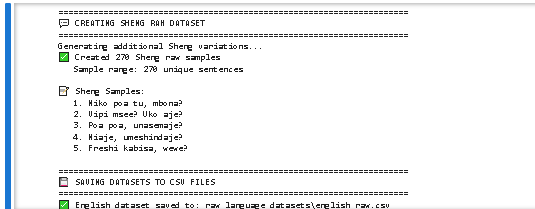 ======================================================================
💬 CREATING SHENG RAW DATASET
======================================================================
Generating additional Sheng variations...
✅ Created 270 Sheng raw samples
Sample range: 270 unique sentences
📝 Sheng Samples:
1. Niko poa tu, mbona?
2. Vipi msee? Uko aje?
3. Poa poa, unasemaje?
4. Niaje, umeshindaje?
5. Freshi kabisa, wewe?
======================================================================
💾 SAVING DATASETS TO CSV FILES
======================================================================
✅ English dataset saved to: raw_language_datasets\english_raw.csv